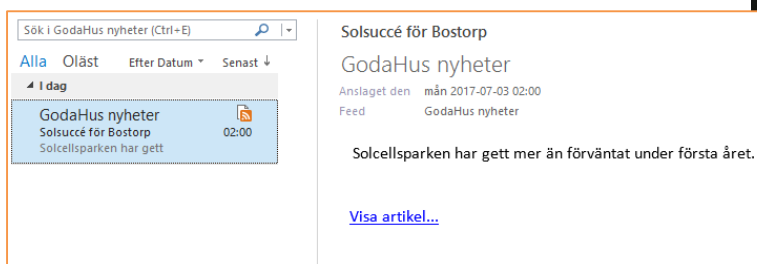 Sök i GodaHus nyheter (Ctrl+E)
Alla Oläst Efter Datum Senast ↓
I dag
GodaHus nyheter
Solsuccé för Bostorp 02:00
Solcellsparken har gett
Solsuccé för Bostorp
GodaHus nyheter
Anslaget den mån 2017-07-03 02:00
Feed GodaHus nyheter
Solcellsparken har gett mer än förväntat under första året.
Visa artikel...